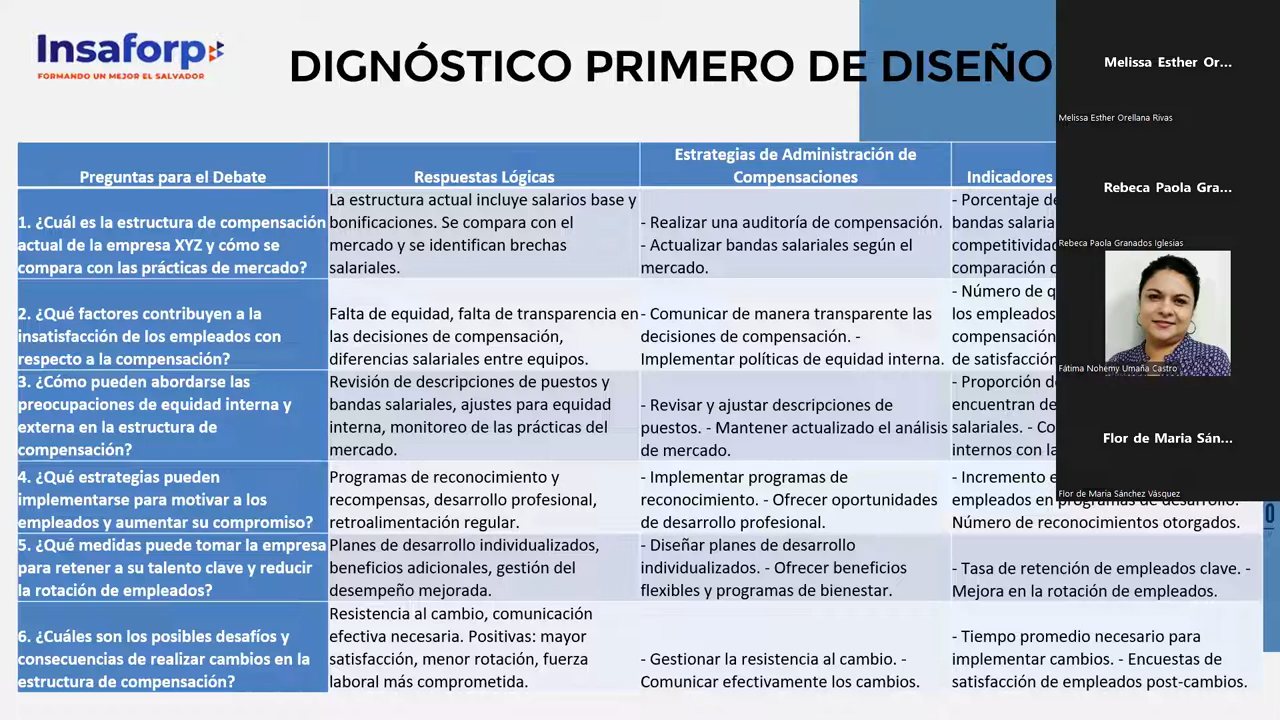 Insaforp
FORMANDO UN MEJOR EL SALVADOR
DIGNÓSTICO PRIMERO DE DISEÑO
Preguntas para el Debate
Respuestas Lógicas
Estrategias de Administración de
Compensaciones
Indicadores
1. ¿Cuál es la estructura de compensación
actual de la empresa XYZ y cómo se
compara con las prácticas de mercado?
La estructura actual incluye salarios base y
bonificaciones. Se compara con el
mercado y se identifican brechas
salariales.
- Realizar una auditoría de compensación.
- Actualizar bandas salariales según el
mercado.
- Porcentaje de
bandas salaria
competitividad
comparación
2. ¿Qué factores contribuyen a la
insatisfacción de los empleados con
respecto a la compensación?
Falta de equidad, falta de transparencia en
las decisiones de compensación,
diferencias salariales entre equipos.
- Comunicar de manera transparente las
decisiones de compensación. -
Implementar políticas de equidad interna.
- Número de q
los empleados
compensación
de satisfacción
3. ¿Cómo pueden abordarse las
preocupaciones de equidad interna y
externa en la estructura de
compensación?
Revisión de descripciones de puestos y
bandas salariales, ajustes para equidad
interna, monitoreo de las prácticas del
mercado.
- Revisar y ajustar descripciones de
puestos. - Mantener actualizado el análisis
de mercado.
- Proporción de
encuentran de
salariales. - Co
internos con la
4. ¿Qué estrategias pueden
implementarse para motivar a los
empleados y aumentar su compromiso?
Programas de reconocimiento y
recompensas, desarrollo profesional,
retroalimentación regular.
- Implementar programas de
reconocimiento. - Ofrecer oportunidades
de desarrollo profesional.
- Incremento e
empleados en programas de desarrollo.
Número de reconocimientos otorgados.
5. ¿Qué medidas puede tomar la empresa
para retener a su talento clave y reducir
la rotación de empleados?
Planes de desarrollo individualizados,
beneficios adicionales, gestión del
desempeño mejorada.
- Diseñar planes de desarrollo
individualizados. - Ofrecer beneficios
flexibles y programas de bienestar.
- Tasa de retención de empleados clave. -
Mejora en la rotación de empleados.
6. ¿Cuáles son los posibles desafíos y
consecuencias de realizar cambios en la
estructura de compensación?
Resistencia al cambio, comunicación
efectiva necesaria. Positivas: mayor
satisfacción, menor rotación, fuerza
laboral más comprometida.
- Gestionar la resistencia al cambio. -
Comunicar efectivamente los cambios.
- Tiempo promedio necesario para
implementar cambios. - Encuestas de
satisfacción de empleados post-cambios.
Melissa Esther Or...
Melissa Esther Orellana Rivas
Rebeca Paola Gra...
Rebeca Paola Granados Iglesias
Fátima Nohemy Umaña Castro
Flor de Maria Sán...
Flor de Maria Sánchez Vásquez